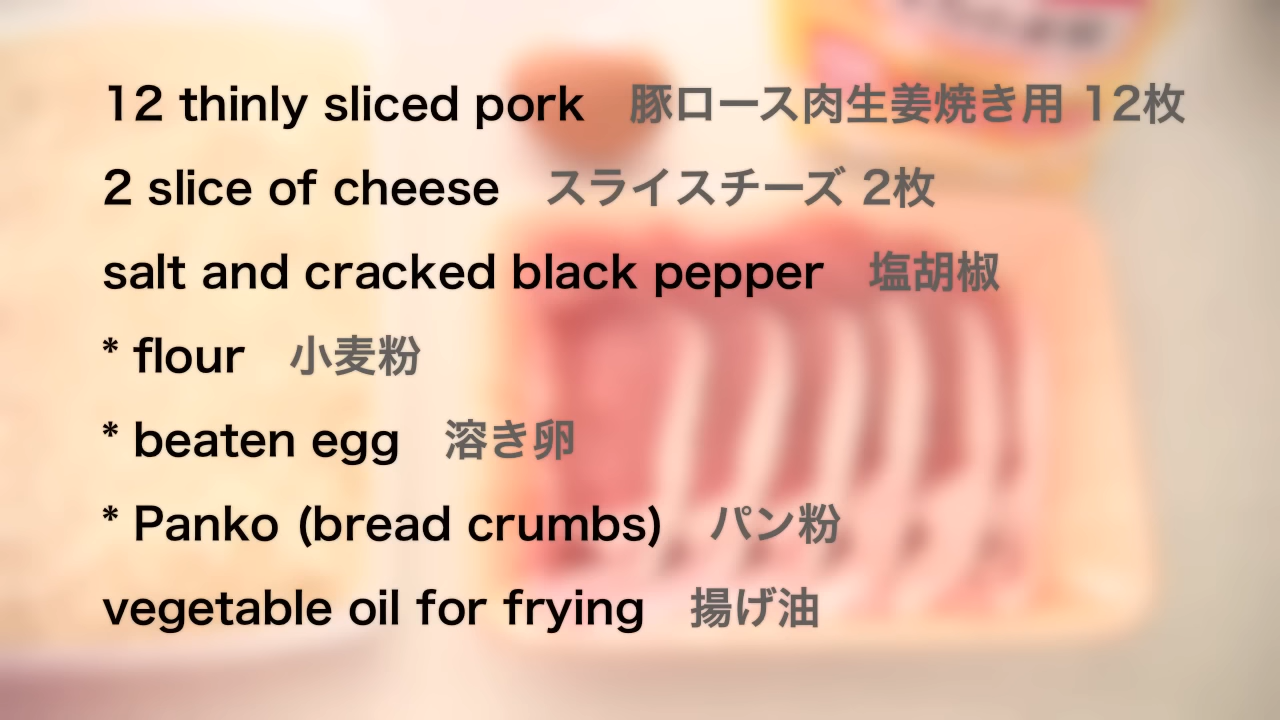 12 thinly sliced pork 豚ロース肉生姜焼き用 12枚
2 slice of cheese スライスチーズ 2枚
salt and cracked black pepper 塩胡椒
* flour 小麦粉
* beaten egg 溶き卵
* Panko (bread crumbs) パン粉
vegetable oil for frying 揚げ油